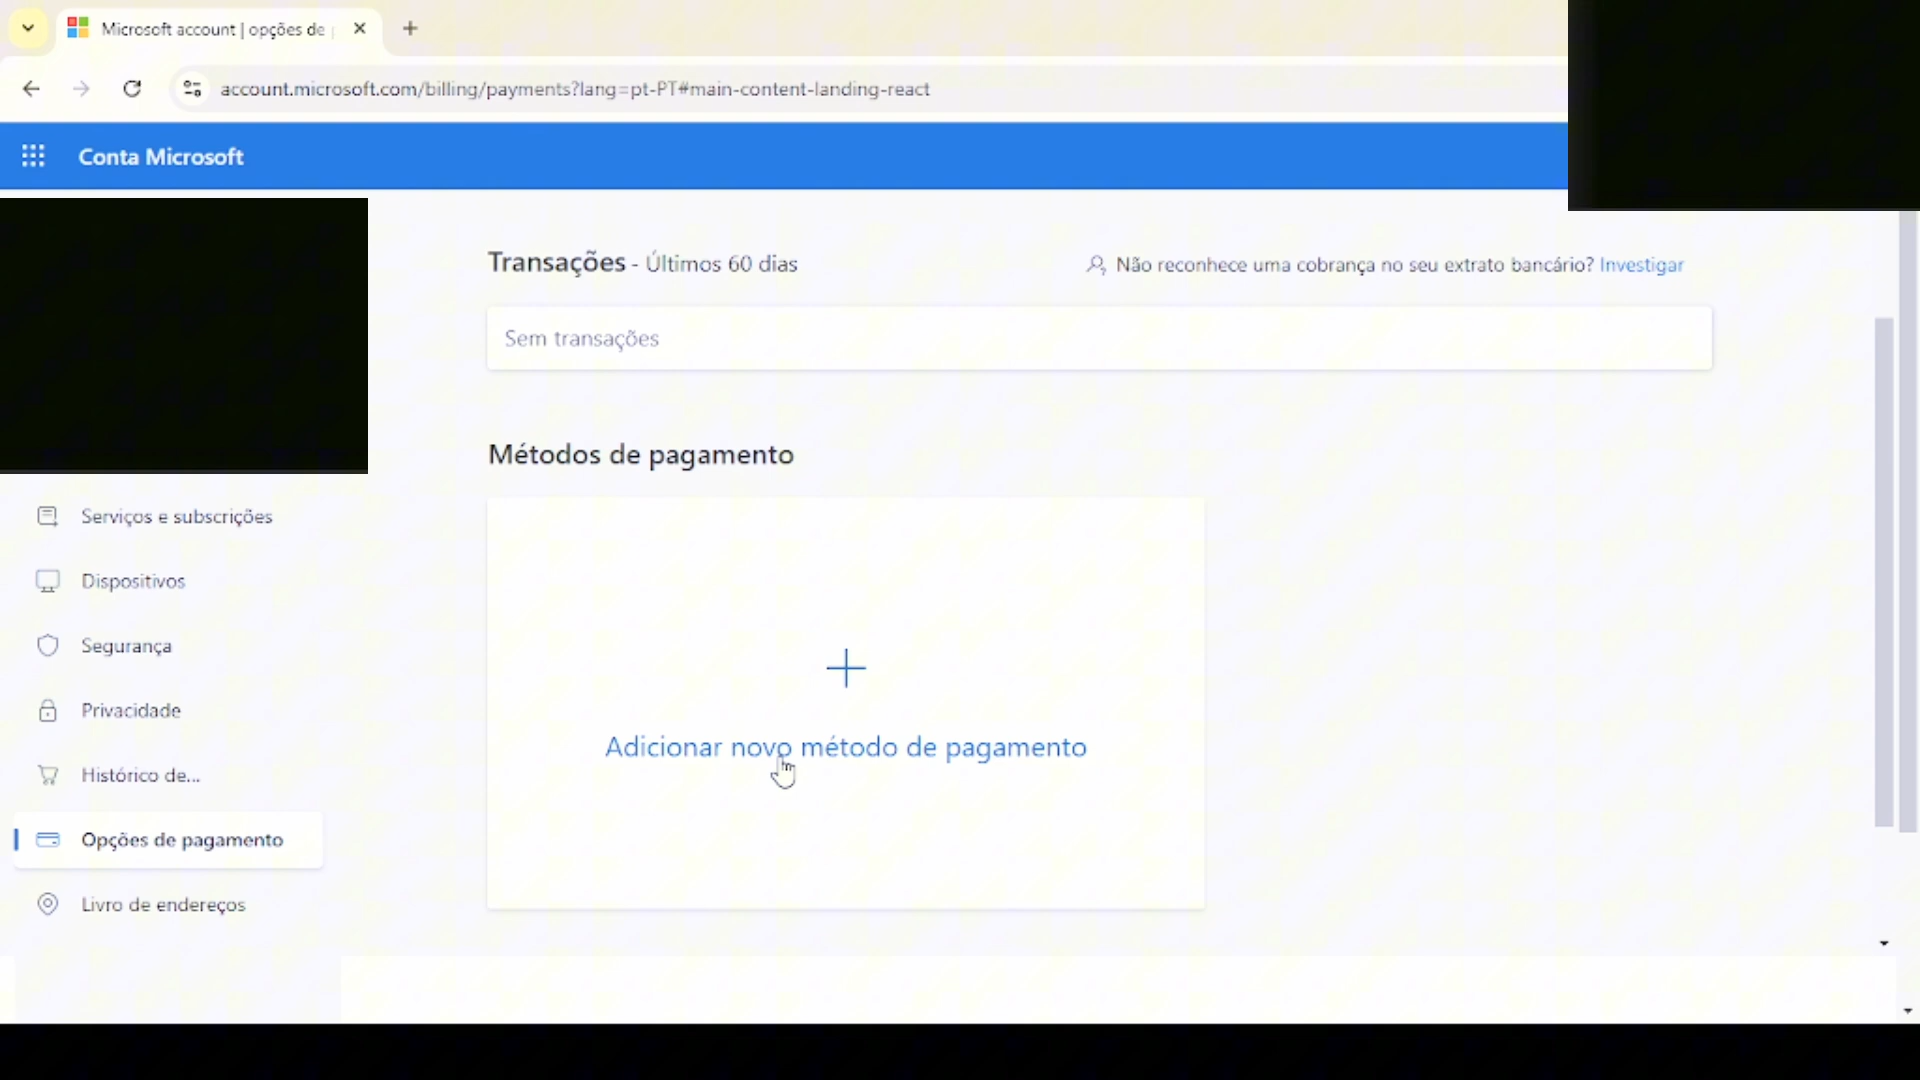 Microsoft account | opções de
account.microsoft.com/billing/payments?lang=pt-PT#main-content-landing-react
Conta Microsoft
Transações - Últimos 60 dias
Não reconhece uma cobrança no seu extrato bancário? Investigar
Sem transações
Métodos de pagamento
Adicionar novo método de pagamento
Serviços e subscrições
Dispositivos
Segurança
Privacidade
Histórico de...
Opções de pagamento
Livro de endereços